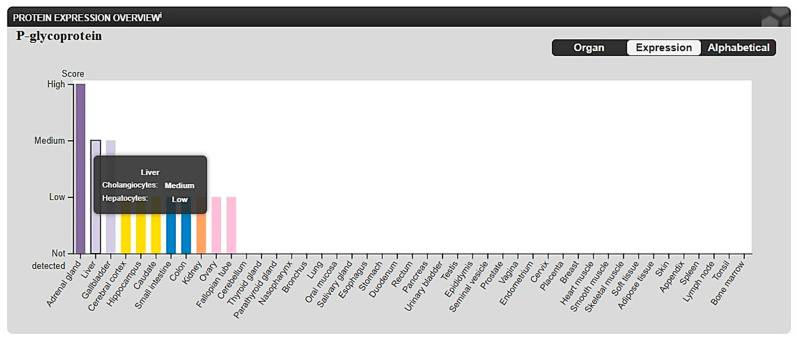 PROTEIN EXPRESSION OVERVIEWⁱ
P-glycoprotein
Organ Expression Alphabetical
Score
High
Medium
Low
Not
detected
Liver
Cholangiocytes: Medium
Hepatocytes: Low
Adrenal gland
Liver
Gallbladder
Cerebral cortex
Hippocampus
Caudate
Small intestine
Colon
Kidney
Ovary
Fallopian tube
Cerebellum
Thyroid gland
Parathyroid gland
Nasopharynx
Bronchus
Lung
Oral mucosa
Salivary gland
Esophagus
Stomach
Duodenum
Rectum
Pancreas
Urinary bladder
Testis
Epididymis
Seminal vesicle
Prostate
Vagina
Endometrium
Cervix
Placenta
Breast
Heart muscle
Smooth muscle
Skeletal muscle
Soft tissue
Adipose tissue
Skin
Appendix
Spleen
Lymph node
Tonsil
Bone marrow